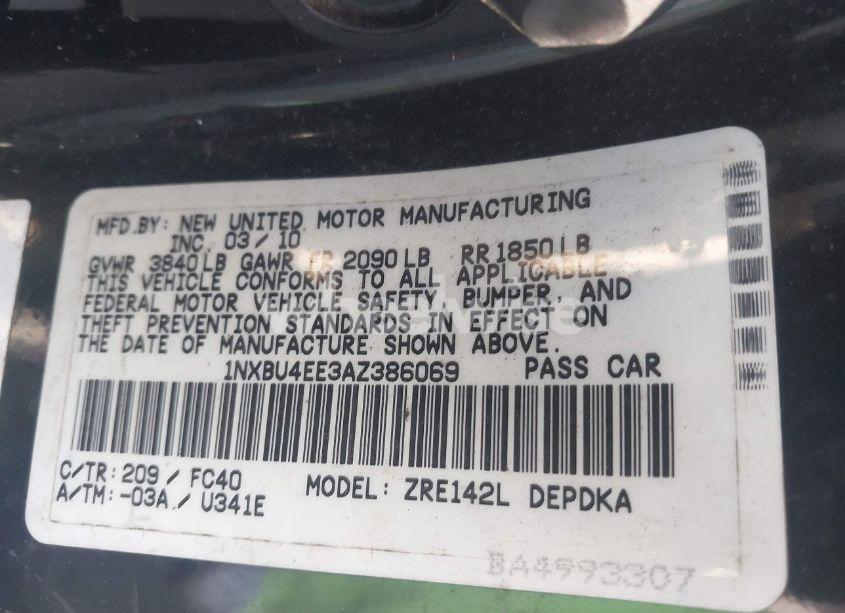 MFD.BY: NEW UNITED MOTOR MANUFACTURING
INC. 03/10
GVWR 3840LB GAWR FR 2090LB RR1850LB
THIS VEHICLE CONFORMS TO ALL APPLICABLE
FEDERAL MOTOR VEHICLE SAFETY, BUMPER, AND
THEFT PREVENTION STANDARDS IN EFFECT ON
THE DATE OF MANUFACTURE SHOWN ABOVE.
1NXBU4EE3AZ386069 PASS CAR
C/TR: 209 / FC40
A/TM: -03A / U341E
MODEL: ZRE142L DEPDKA
BA4993307